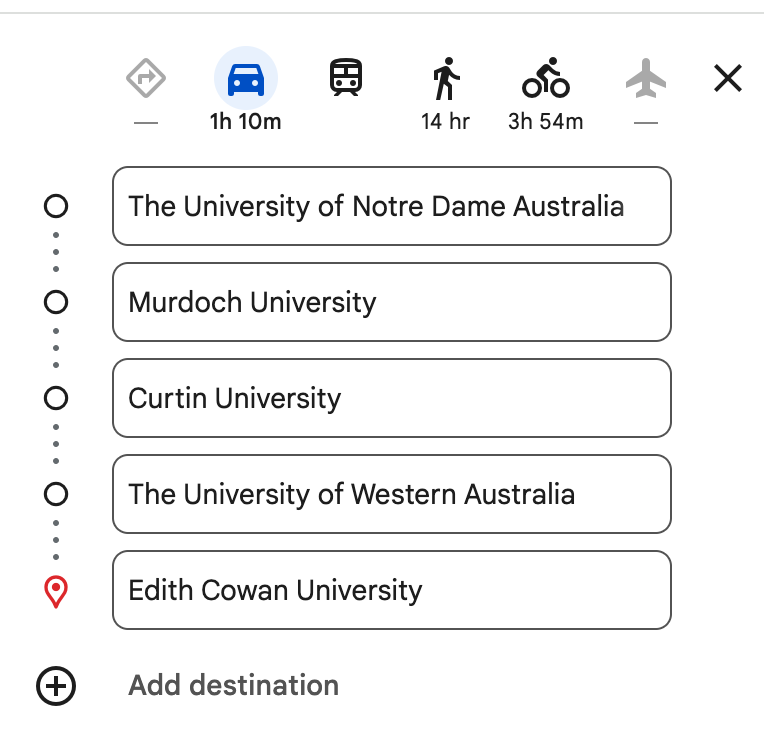 — 1h 10m 14 hr 3h 54m —
The University of Notre Dame Australia
Murdoch University
Curtin University
The University of Western Australia
Edith Cowan University
Add destination